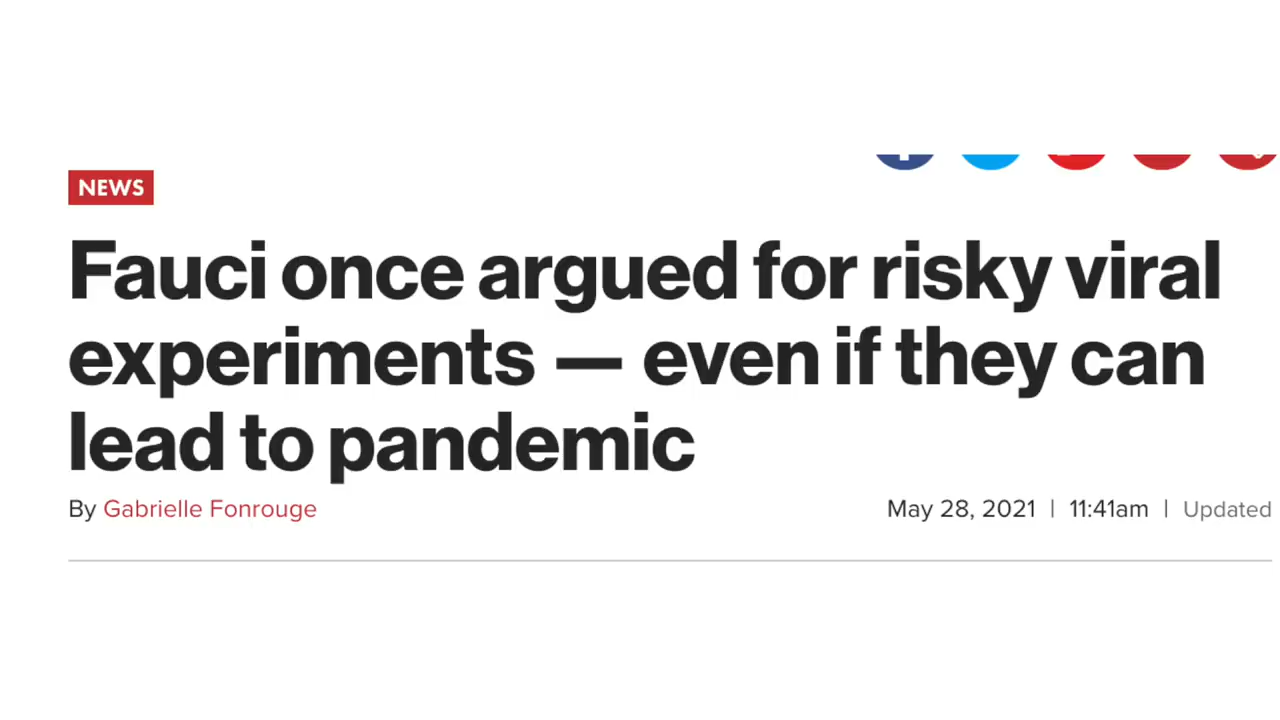 NEWS
Fauci once argued for risky viral
experiments — even if they can
lead to pandemic
By Gabrielle Fonrouge
May 28, 2021 | 11:41am | Updated